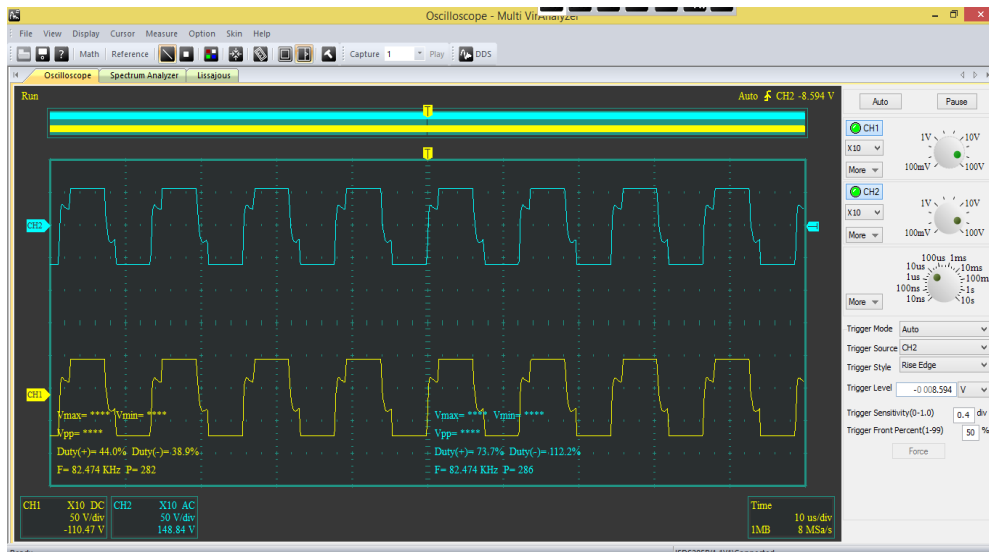 Oscilloscope - Multi VirAnalyzer
File View Display Cursor Measure Option Skin Help
Math Reference Capture 1 Play DDS
Oscilloscope Spectrum Analyzer Lissajous
Run
Auto CH2 -8.594 V
T
T
CH2
CH1
Vmax= **** Vmin= ****
Vpp= ****
Duty(+)= 44.0% Duty(-)= 38.9%
F= 82.474 KHz P= 282
Vmax= **** Vmin= ****
Vpp= ****
Duty(+)= 73.7% Duty(-)= 112.2%
F= 82.474 KHz P= 286
CH1 X10 DC
50 V/div
-110.47 V
CH2 X10 AC
50 V/div
148.84 V
Time
10 us/div
1MB 8 MSa/s
Auto Pause
CH1
X10
More
1V 10V
100mV 100V
CH2
X10
More
1V 10V
100mV 100V
100us 1ms
10us 10ms
1us 100m
100ns 1s
10ns 10s
More
Trigger Mode Auto
Trigger Source CH2
Trigger Style Rise Edge
Trigger Level -0 008.594 V
Trigger Sensitivity(0-1.0) 0.4 div
Trigger Front Percent(1-99) 50 %
Force